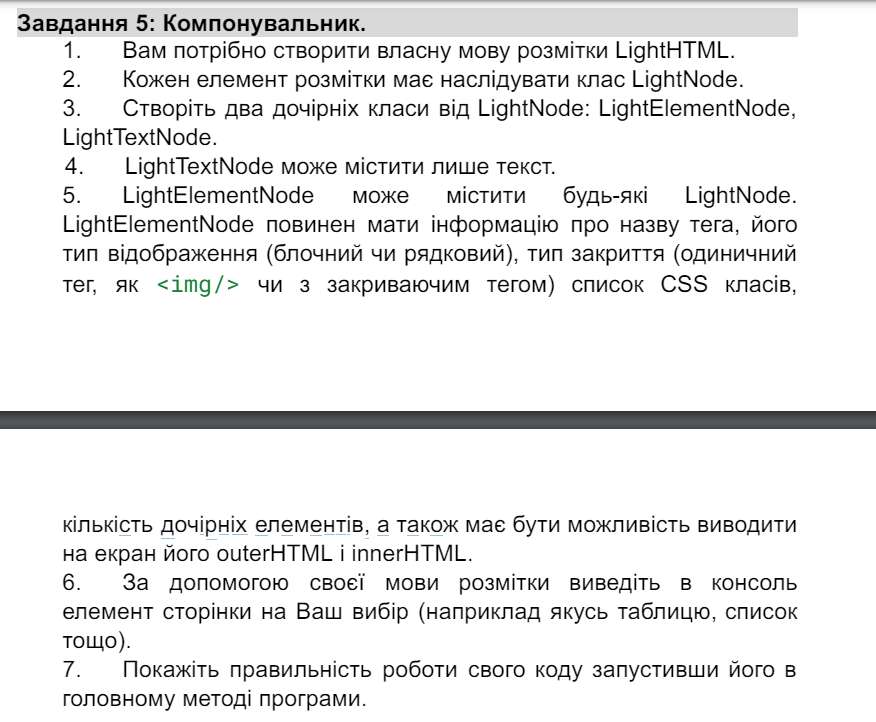 Завдання 5: Компонувальник.
1. Вам потрібно створити власну мову розмітки LightHTML.
2. Кожен елемент розмітки має наслідувати клас LightNode.
3. Створіть два дочірніх класи від LightNode: LightElementNode,
LightTextNode.
4. LightTextNode може містити лише текст.
5. LightElementNode може містити будь-які LightNode.
LightElementNode повинен мати інформацію про назву тега, його
тип відображення (блочний чи рядковий), тип закриття (одиничний
тег, як <img/> чи з закриваючим тегом) список CSS класів,
кількість дочірніх елементів, а також має бути можливість виводити
на екран його outerHTML і innerHTML.
6. За допомогою своєї мови розмітки виведіть в консоль
елемент сторінки на Ваш вибір (наприклад якусь таблицю, список
тощо).
7. Покажіть правильність роботи свого коду запустивши його в
головному методі програми.